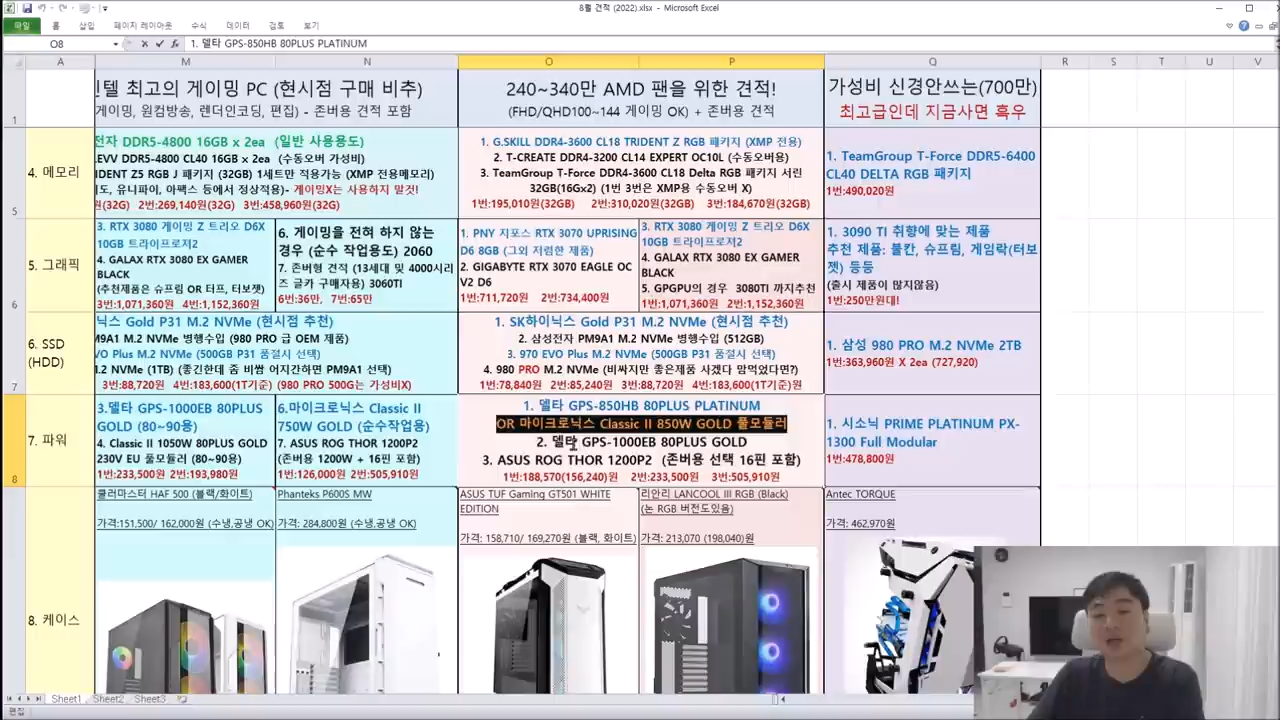 8월 견적 (2022).xlsx - Microsoft Excel
파일 홈 삽입 페이지 레이아웃 수식 데이터 검토 보기
O8 fx 1. 델타 GPS-850HB 80PLUS PLATINUM
A M N O P Q R S T U V
1
인텔 최고의 게이밍 PC (현시점 구매 비추)
게이밍, 원컴방송, 렌더인코딩, 편집) - 존버용 견적 포함
240~340만 AMD 팬을 위한 견적!
(FHD/QHD100~144 게이밍 OK) + 존버용 견적
가성비 신경안쓰는(700만)
최고급인데 지금사면 흑우
4. 메모리
5
전자 DDR5-4800 16GB x 2ea (일반 사용용도)
EVV DDR5-4800 CL40 16GB x 2ea (수동오버 가성비)
IDENT Z5 RGB J 패키지 (32GB) 1세트만 적용가능 (XMP 전용메모리)
도, 유니파이, 아펙스 등에서 정상적용)- 게이밍X는 사용하지 말것!
원(32G) 2번:269,140원(32G) 3번:458,960원(32G)
1. G.SKILL DDR4-3600 CL18 TRIDENT Z RGB 패키지 (XMP 전용)
2. T-CREATE DDR4-3200 CL14 EXPERT OC10L (수동오버용)
3. TeamGroup T-Force DDR4-3600 CL18 Delta RGB 패키지 서린
32GB(16Gx2) (1번 3번은 XMP용 수동오버 X)
1번:195,010원(32GB) 2번:310,020원(32GB) 3번:184,670원(32GB)
1. TeamGroup T-Force DDR5-6400
CL40 DELTA RGB 패키지
1번:490,020원
5. 그래픽
6
3. RTX 3080 게이밍 Z 트리오 D6X
10GB 트라이프로저2
4. GALAX RTX 3080 EX GAMER
BLACK
(추천제품은 슈프림 OR 터프, 터보젯)
3번:1,071,360원 4번:1,152,360원
6. 게이밍을 전혀 하지 않는
경우 (순수 작업용도) 2060
7. 존버형 견적 (13세대 및 4000시리
즈 글카 구매자용) 3060TI
6번:36만, 7번:65만
1. PNY 지포스 RTX 3070 UPRISING
D6 8GB (그외 저렴한 제품)
2. GIGABYTE RTX 3070 EAGLE OC
V2 D6
1번:711,720원 2번:734,400원
3. RTX 3080 게이밍 Z 트리오 D6X
10GB 트라이프로저2
4. GALAX RTX 3080 EX GAMER
BLACK
5. GPGPU의 경우 3080TI 까지추천
1번:1,071,360원 2번:1,152,360원
1. 3090 TI 취향에 맞는 제품
추천 제품: 불칸, 슈프림, 게임락(터보
젯) 등등
(출시 제품이 많지않음)
1번:250만원대!
6. SSD
(HDD)
7
닉스 Gold P31 M.2 NVMe (현시점 추천)
M9A1 M.2 NVMe 병행수입 (980 PRO 급 OEM 제품)
VO Plus M.2 NVMe (500GB P31 품절시 선택)
1.2 NVMe (1TB) (좋긴한데 좀 비쌈 어지간하면 PM9A1 선택)
3번:88,720원 4번:183,600(1T기준) (980 PRO 500G는 가성비X)
1. SK하이닉스 Gold P31 M.2 NVMe (현시점 추천)
2. 삼성전자 PM9A1 M.2 NVMe 병행수입 (512GB)
3. 970 EVO Plus M.2 NVMe (500GB P31 품절시 선택)
4. 980 PRO M.2 NVMe (비싸지만 좋은제품 사겠다 맘먹었다면?)
1번:78,840원 2번:85,240원 3번:88,720원 4번:183,600원(1T기준)
1. 삼성 980 PRO M.2 NVMe 2TB
1번:363,960원 X 2ea (727,920)
7. 파워
8
3.델타 GPS-1000EB 80PLUS
GOLD (80~90용)
4. Classic II 1050W 80PLUS GOLD
230V EU 풀모듈러 (80~90용)
1번:233,500원 2번:193,980원
6.마이크로닉스 Classic II
750W GOLD (순수작업용)
7. ASUS ROG THOR 1200P2
(존버용 1200W + 16핀 포함)
1번:126,000원 2번:505,910원
1. 델타 GPS-850HB 80PLUS PLATINUM
OR 마이크로닉스 Classic II 850W GOLD 풀모듈러
2. 델타 GPS-1000EB 80PLUS GOLD
3. ASUS ROG THOR 1200P2 (존버용 선택 16핀 포함)
1번:188,570(156,240)원 2번:233,500원 3번:505,910원
1. 시소닉 PRIME PLATINUM PX-
1300 Full Modular
1번:478,800원
8. 케이스
쿨러마스터 HAF 500 (블랙/화이트)
가격:151,500/ 162,000원 (수냉,공냉 OK)
Phanteks P600S MW
가격: 284,800원 (수냉,공냉 OK)
ASUS TUF Gaming GT501 WHITE
EDITION
가격: 158,710/ 169,270원 (블랙, 화이트)
리안리 LANCOOL III RGB (Black)
(논 RGB 버전도있음)
가격: 213,070 (198,040)원
Antec TORQUE
가격: 462,970원
Sheet1 Sheet2 Sheet3
편집